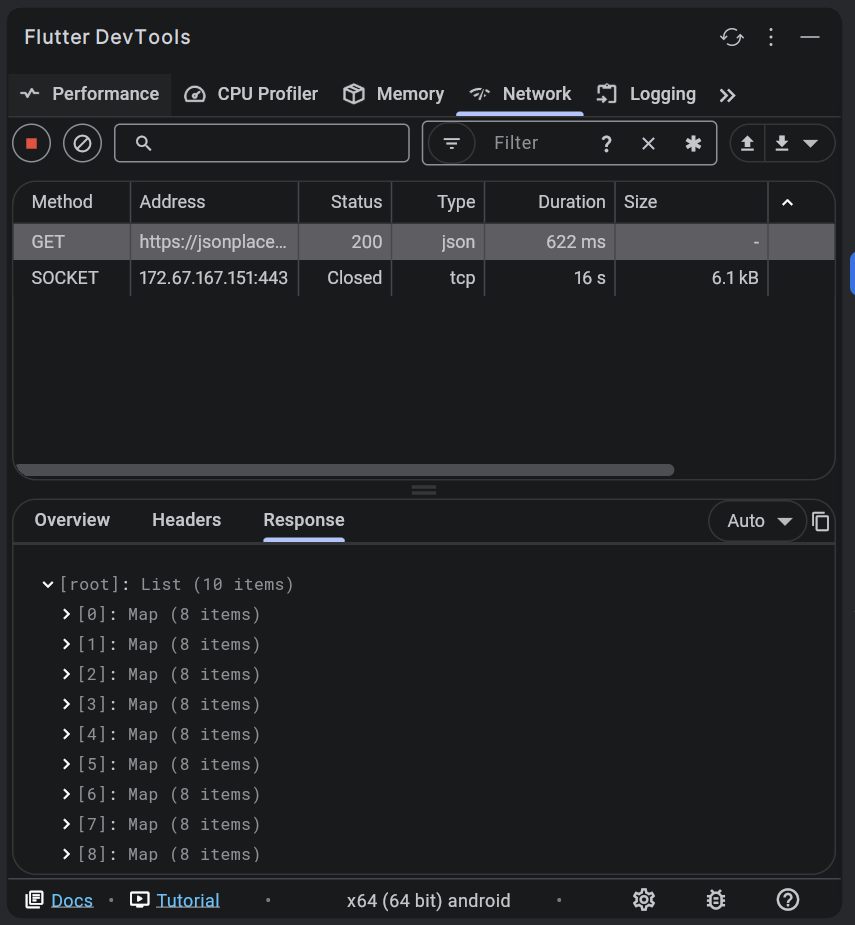 Flutter DevTools
Performance CPU Profiler Memory Network Logging
Filter ?
Method Address Status Type Duration Size
GET https://jsonplace... 200 json 622 ms -
SOCKET 172.67.167.151:443 Closed tcp 16 s 6.1 kB
Overview Headers Response Auto
[root]: List (10 items)
[0]: Map (8 items)
[1]: Map (8 items)
[2]: Map (8 items)
[3]: Map (8 items)
[4]: Map (8 items)
[5]: Map (8 items)
[6]: Map (8 items)
[7]: Map (8 items)
[8]: Map (8 items)
Docs • Tutorial • x64 (64 bit) android •